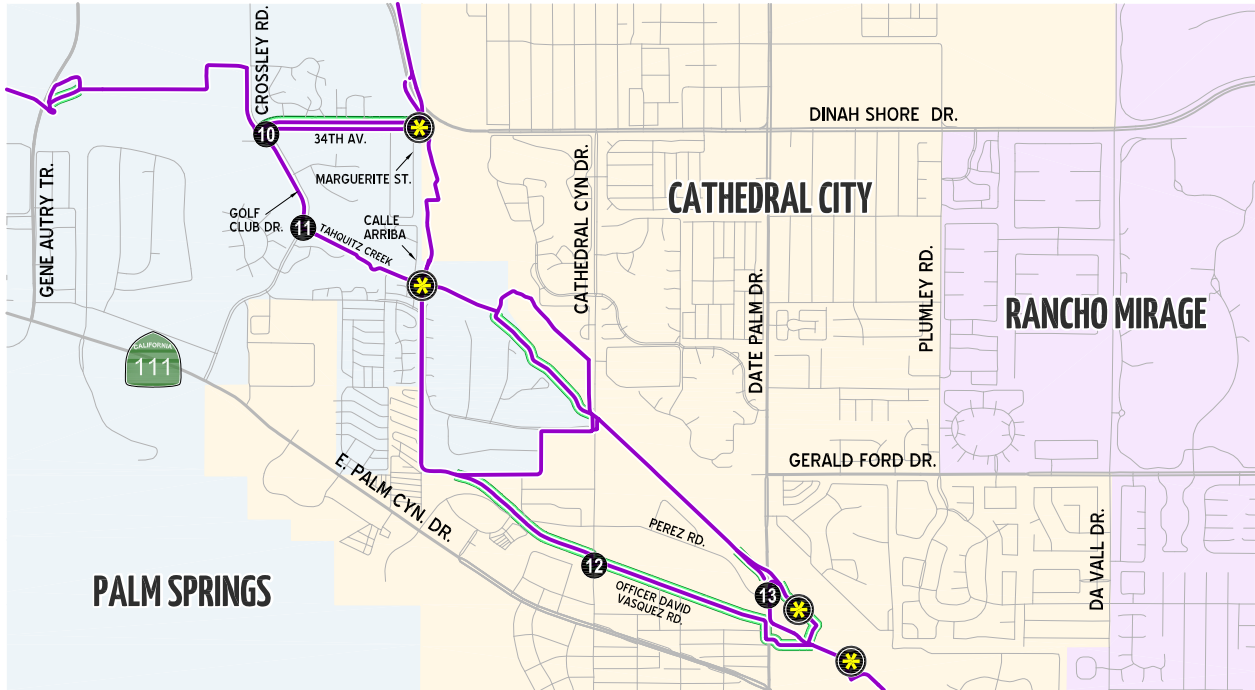 CROSSLEY RD.
10
34TH AV.
DINAH SHORE DR.
MARGUERITE ST.
GENE AUTRY TR.
GOLF
CLUB DR.
11
TAHQUITZ CREEK
CALLE
ARRIBA
CATHEDRAL CYN DR.
CATHEDRAL CITY
DATE PALM DR.
PLUMLEY RD.
RANCHO MIRAGE
CALIFORNIA
111
E. PALM CYN. DR.
GERALD FORD DR.
PEREZ RD.
DA VALL DR.
12
13
OFFICER DAVID
VASQUEZ RD.
PALM SPRINGS